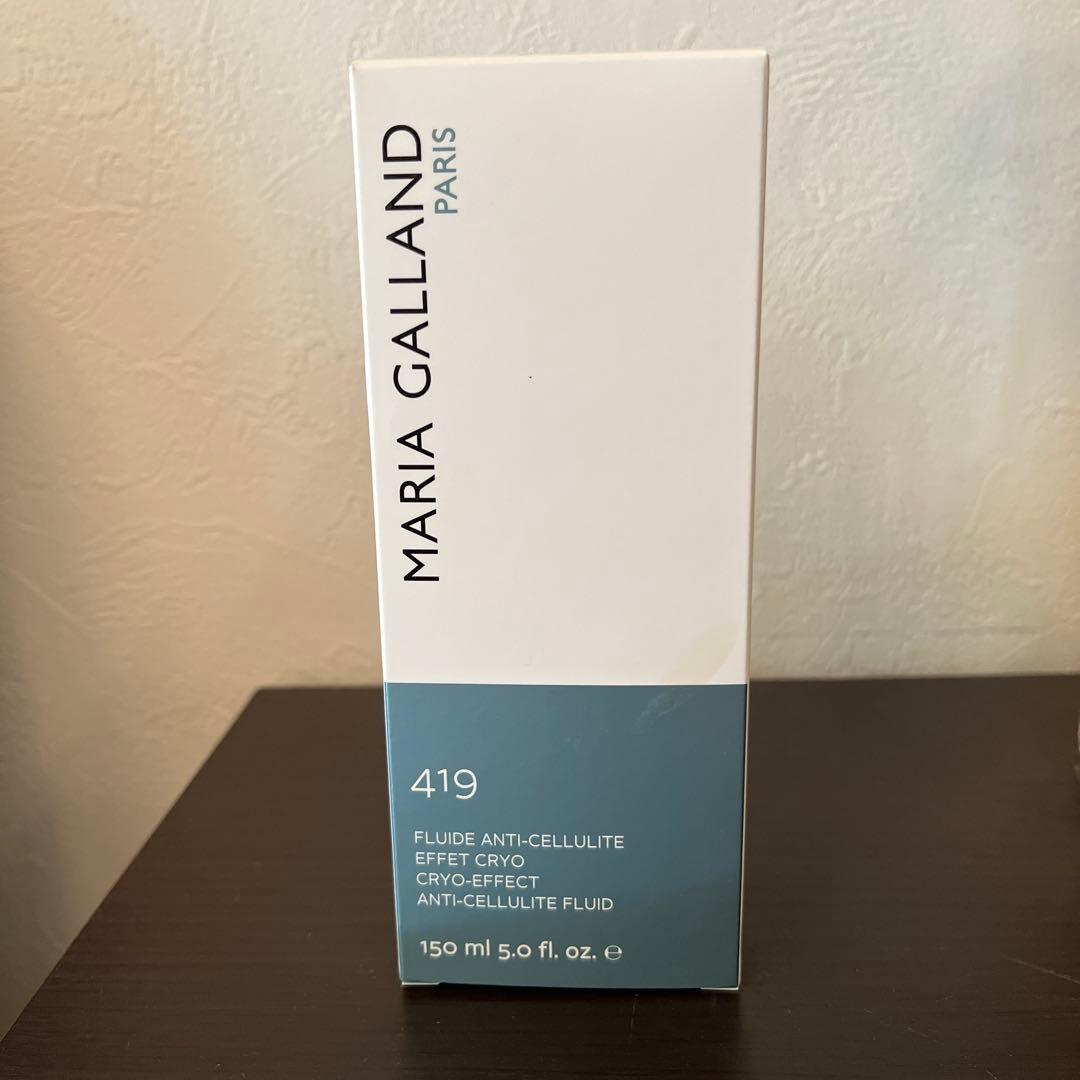 MARIA GALLAND
PARIS
419
FLUIDE ANTI-CELLULITE
EFFET CRYO
CRYO-EFFECT
ANTI-CELLULITE FLUID
150 ml 5.0 fl. oz. ℮